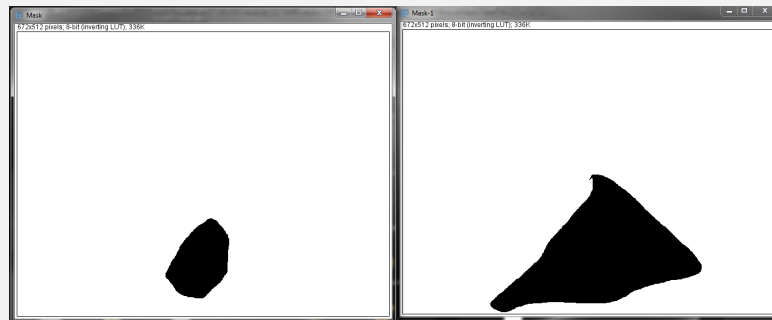 Mask
672x512 pixels; 8-bit (inverting LUT); 336K
Mask-1
672x512 pixels; 8-bit (inverting LUT); 336K